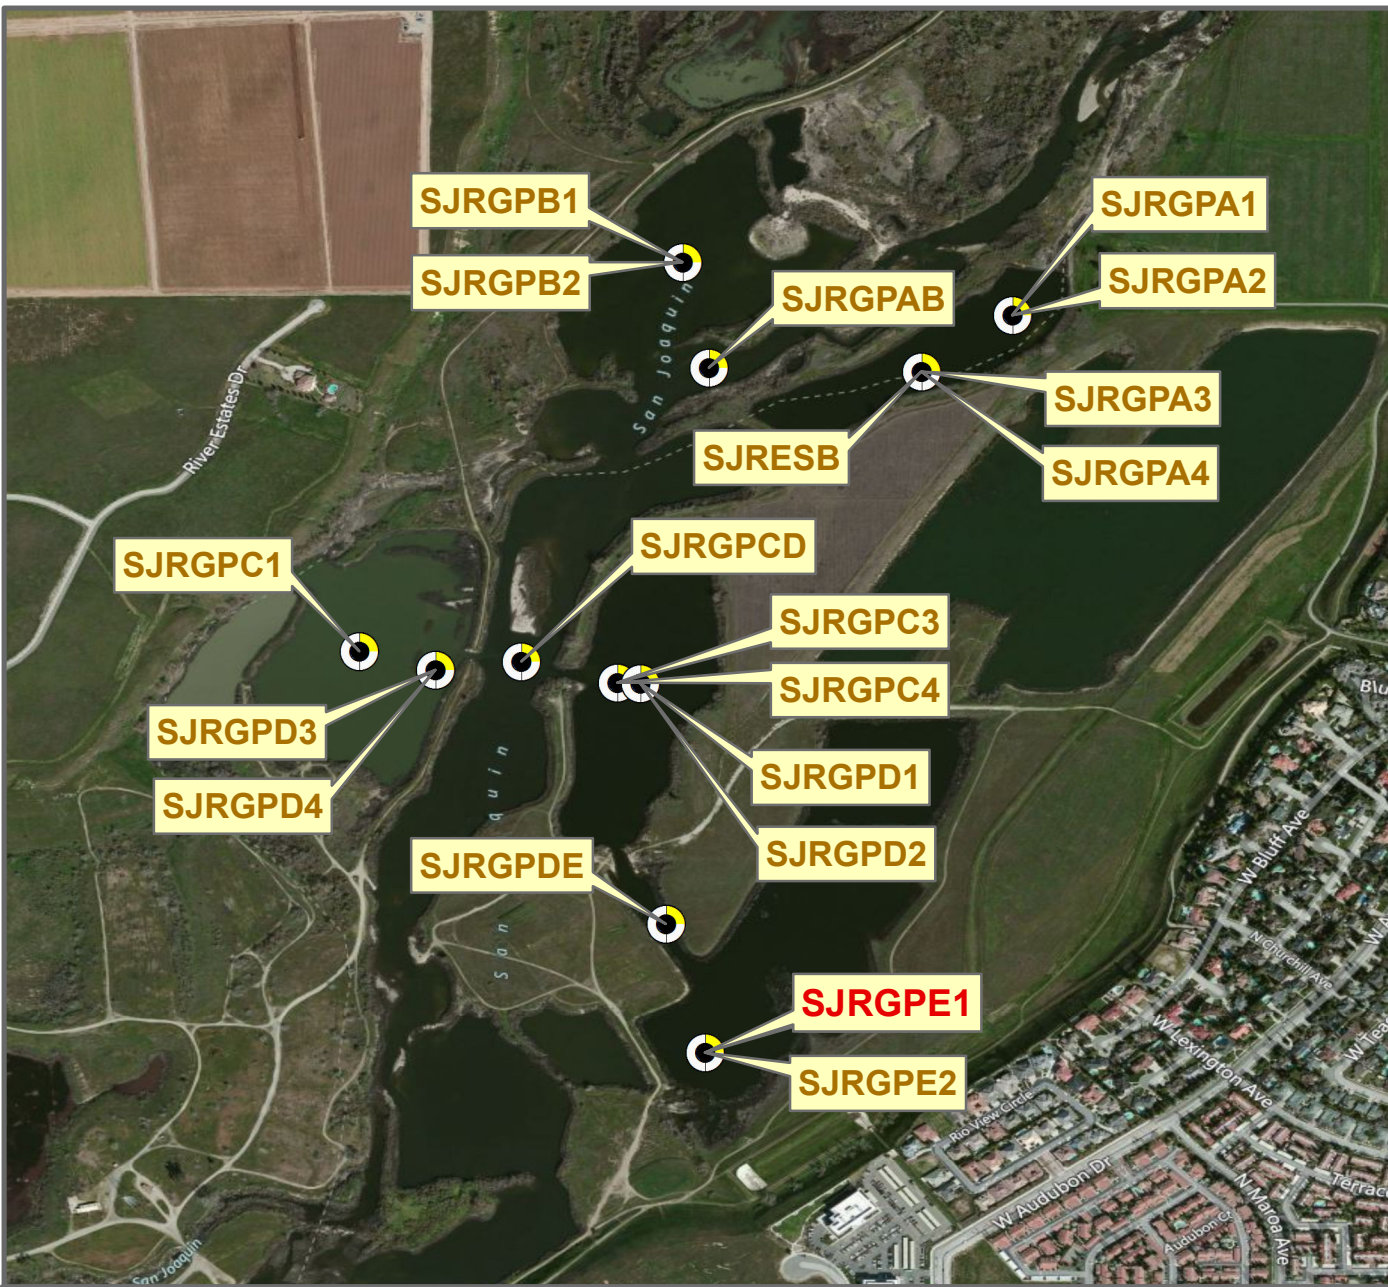 SJRGPB1
SJRGPA1
SJRGPB2
SJRGPA2
SJRGPAB
San Joaquin
River Estates Dr
SJRGPA3
SJRESB
SJRGPA4
SJRGPCD
SJRGPC1
SJRGPC3
SJRGPC4
SJRGPD3
SJRGPD1
SJRGPD4
SJRGPD2
SJRGPDE
San
quin
W Bluff Ave
N Churchill Ave
SJRGPE1
SJRGPE2
W Lexington Ave
Rio View Circle
W Audubon Dr
N Maroa Ave
Audubon Ct
Terrac
San Joaquin